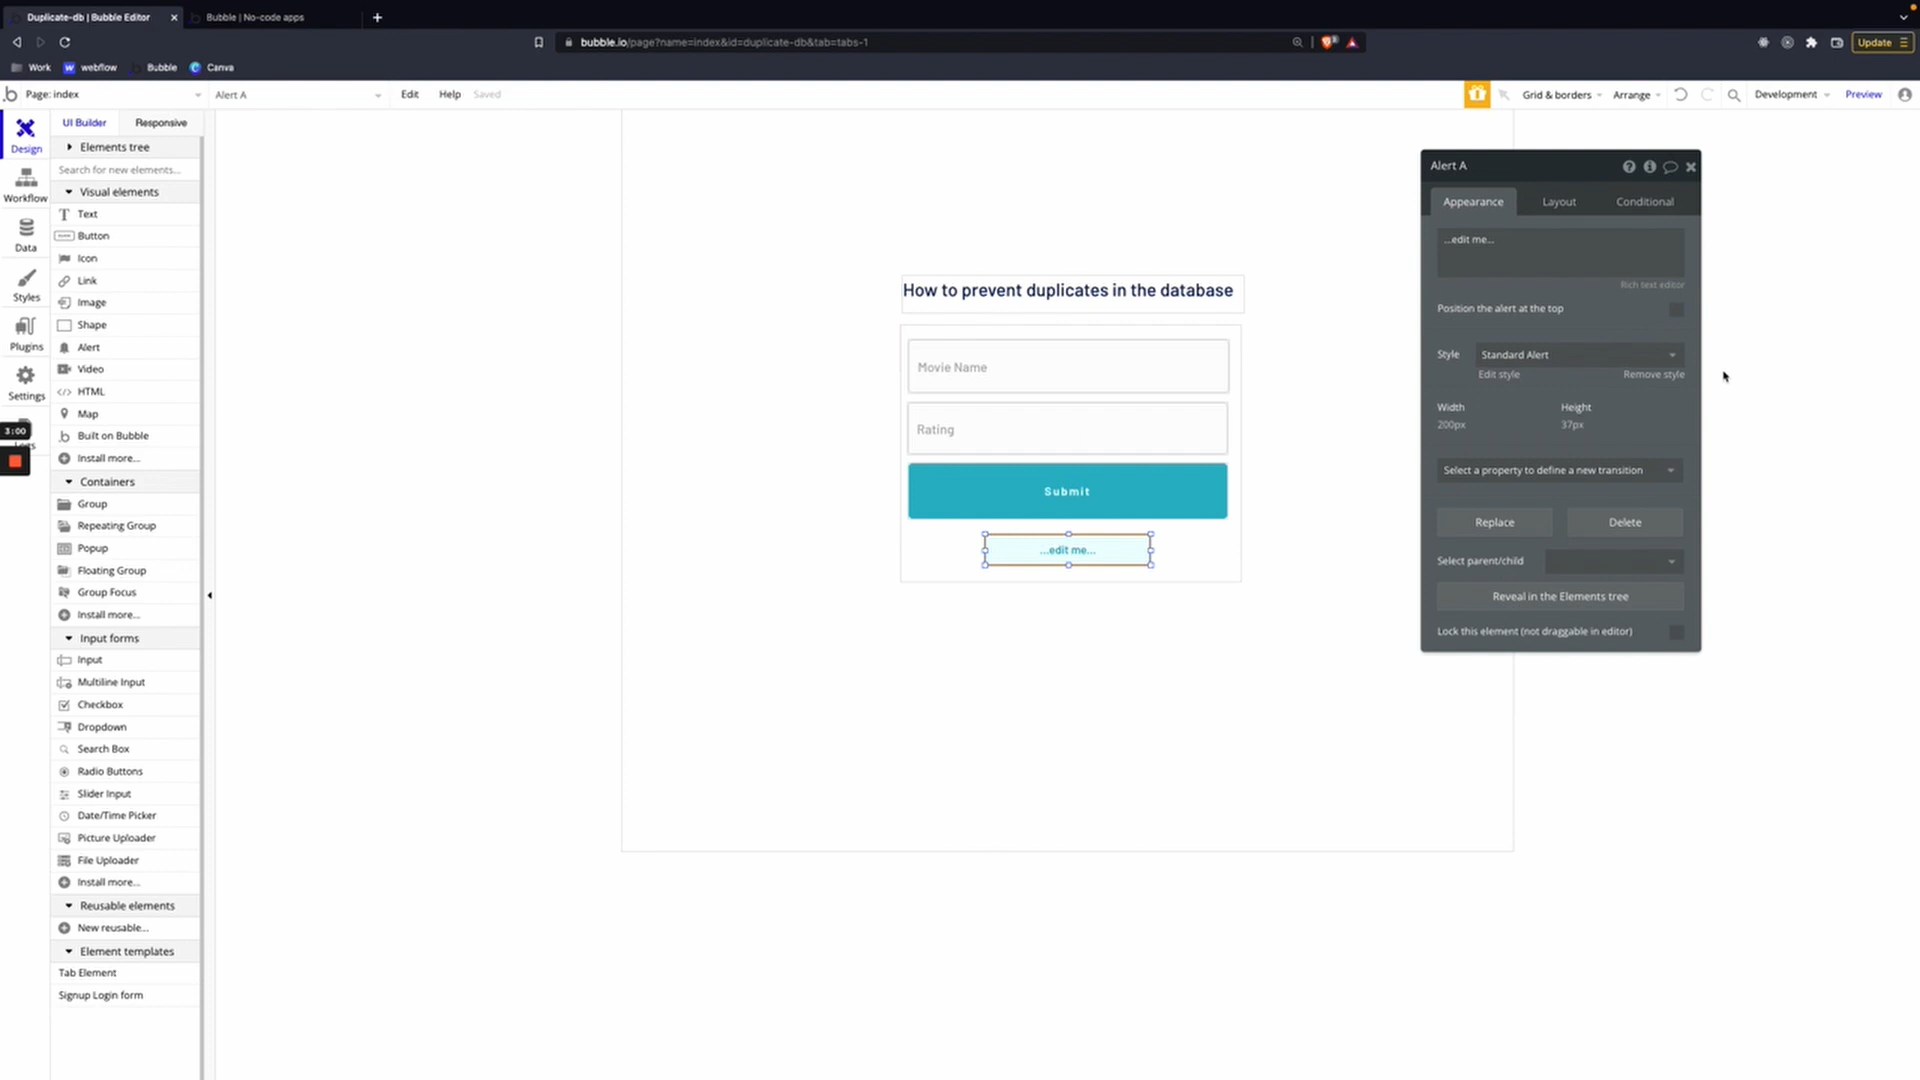 Duplicate-db | Bubble Editor
Bubble | No-code apps
bubble.io/page?name=index&id=duplicate-db&tab=tabs-1
Update
Work
webflow
Bubble
Canva
Page: index
Alert A
Edit
Help
Saved
Grid & borders
Arrange
Development
Preview
UI Builder
Responsive
Design
Workflow
Data
Styles
Plugins
Settings
3:00
Elements tree
Search for new elements...
Visual elements
Text
Button
Icon
Link
Image
Shape
Alert
Video
HTML
Map
Built on Bubble
Install more...
Containers
Group
Repeating Group
Popup
Floating Group
Group Focus
Install more...
Input forms
Input
Multiline Input
Checkbox
Dropdown
Search Box
Radio Buttons
Slider Input
Date/Time Picker
Picture Uploader
File Uploader
Install more...
Reusable elements
New reusable...
Element templates
Tab Element
Signup Login form
How to prevent duplicates in the database
Movie Name
Rating
Submit
...edit me...
Alert A
Appearance
Layout
Conditional
...edit me...
Rich text editor
Position the alert at the top
Style
Standard Alert
Edit style
Remove style
Width
Height
200px
37px
Select a property to define a new transition
Replace
Delete
Select parent/child
Reveal in the Elements tree
Lock this element (not draggable in editor)